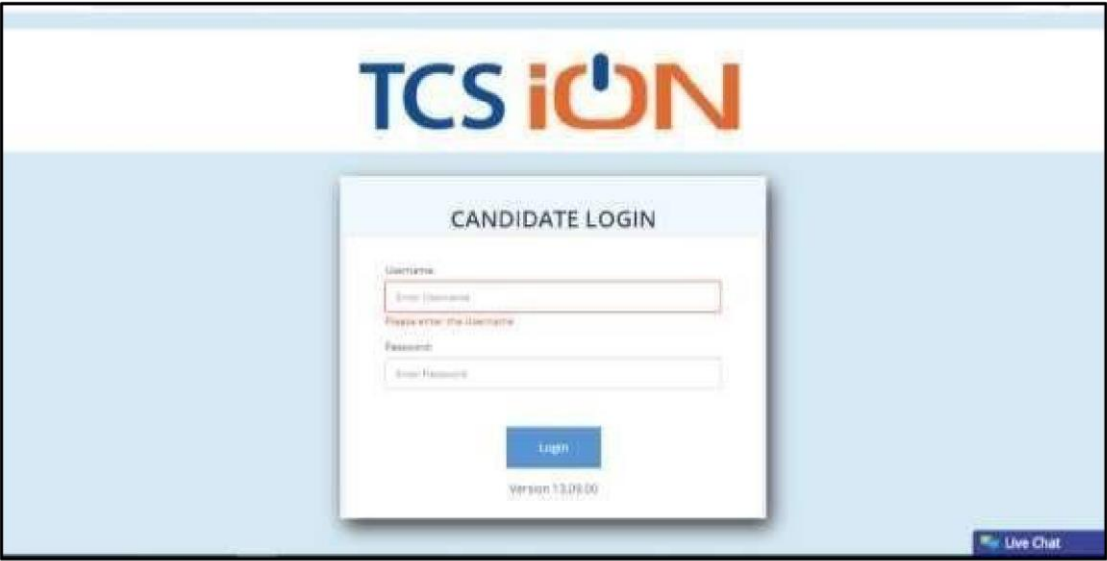 TCS iON
CANDIDATE LOGIN
Username
Enter Username
Please enter the Username
Password
Enter Password
Login
Version 13.09.00
Live Chat